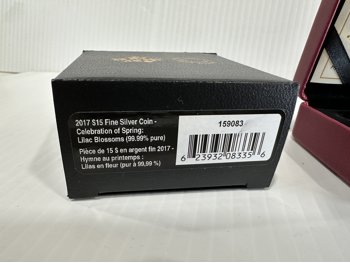 2017 $15 Fine Silver Coin -
Celebration of Spring:
Lilac Blossoms (99.99% pure)
Pièce de 15 $ en argent fin 2017 -
Hymne au printemps :
Lilas en fleur (pur à 99,99 %)
159083
6 23932 08335 6